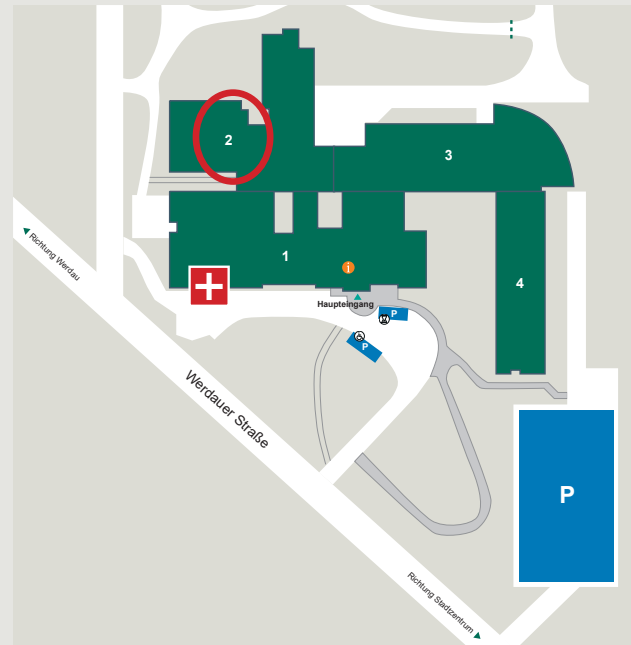 2
3
1
i
4
Richtung Werdau
Haupteingang
P
P
Werdauer Straße
P
Richtung Stadtzentrum